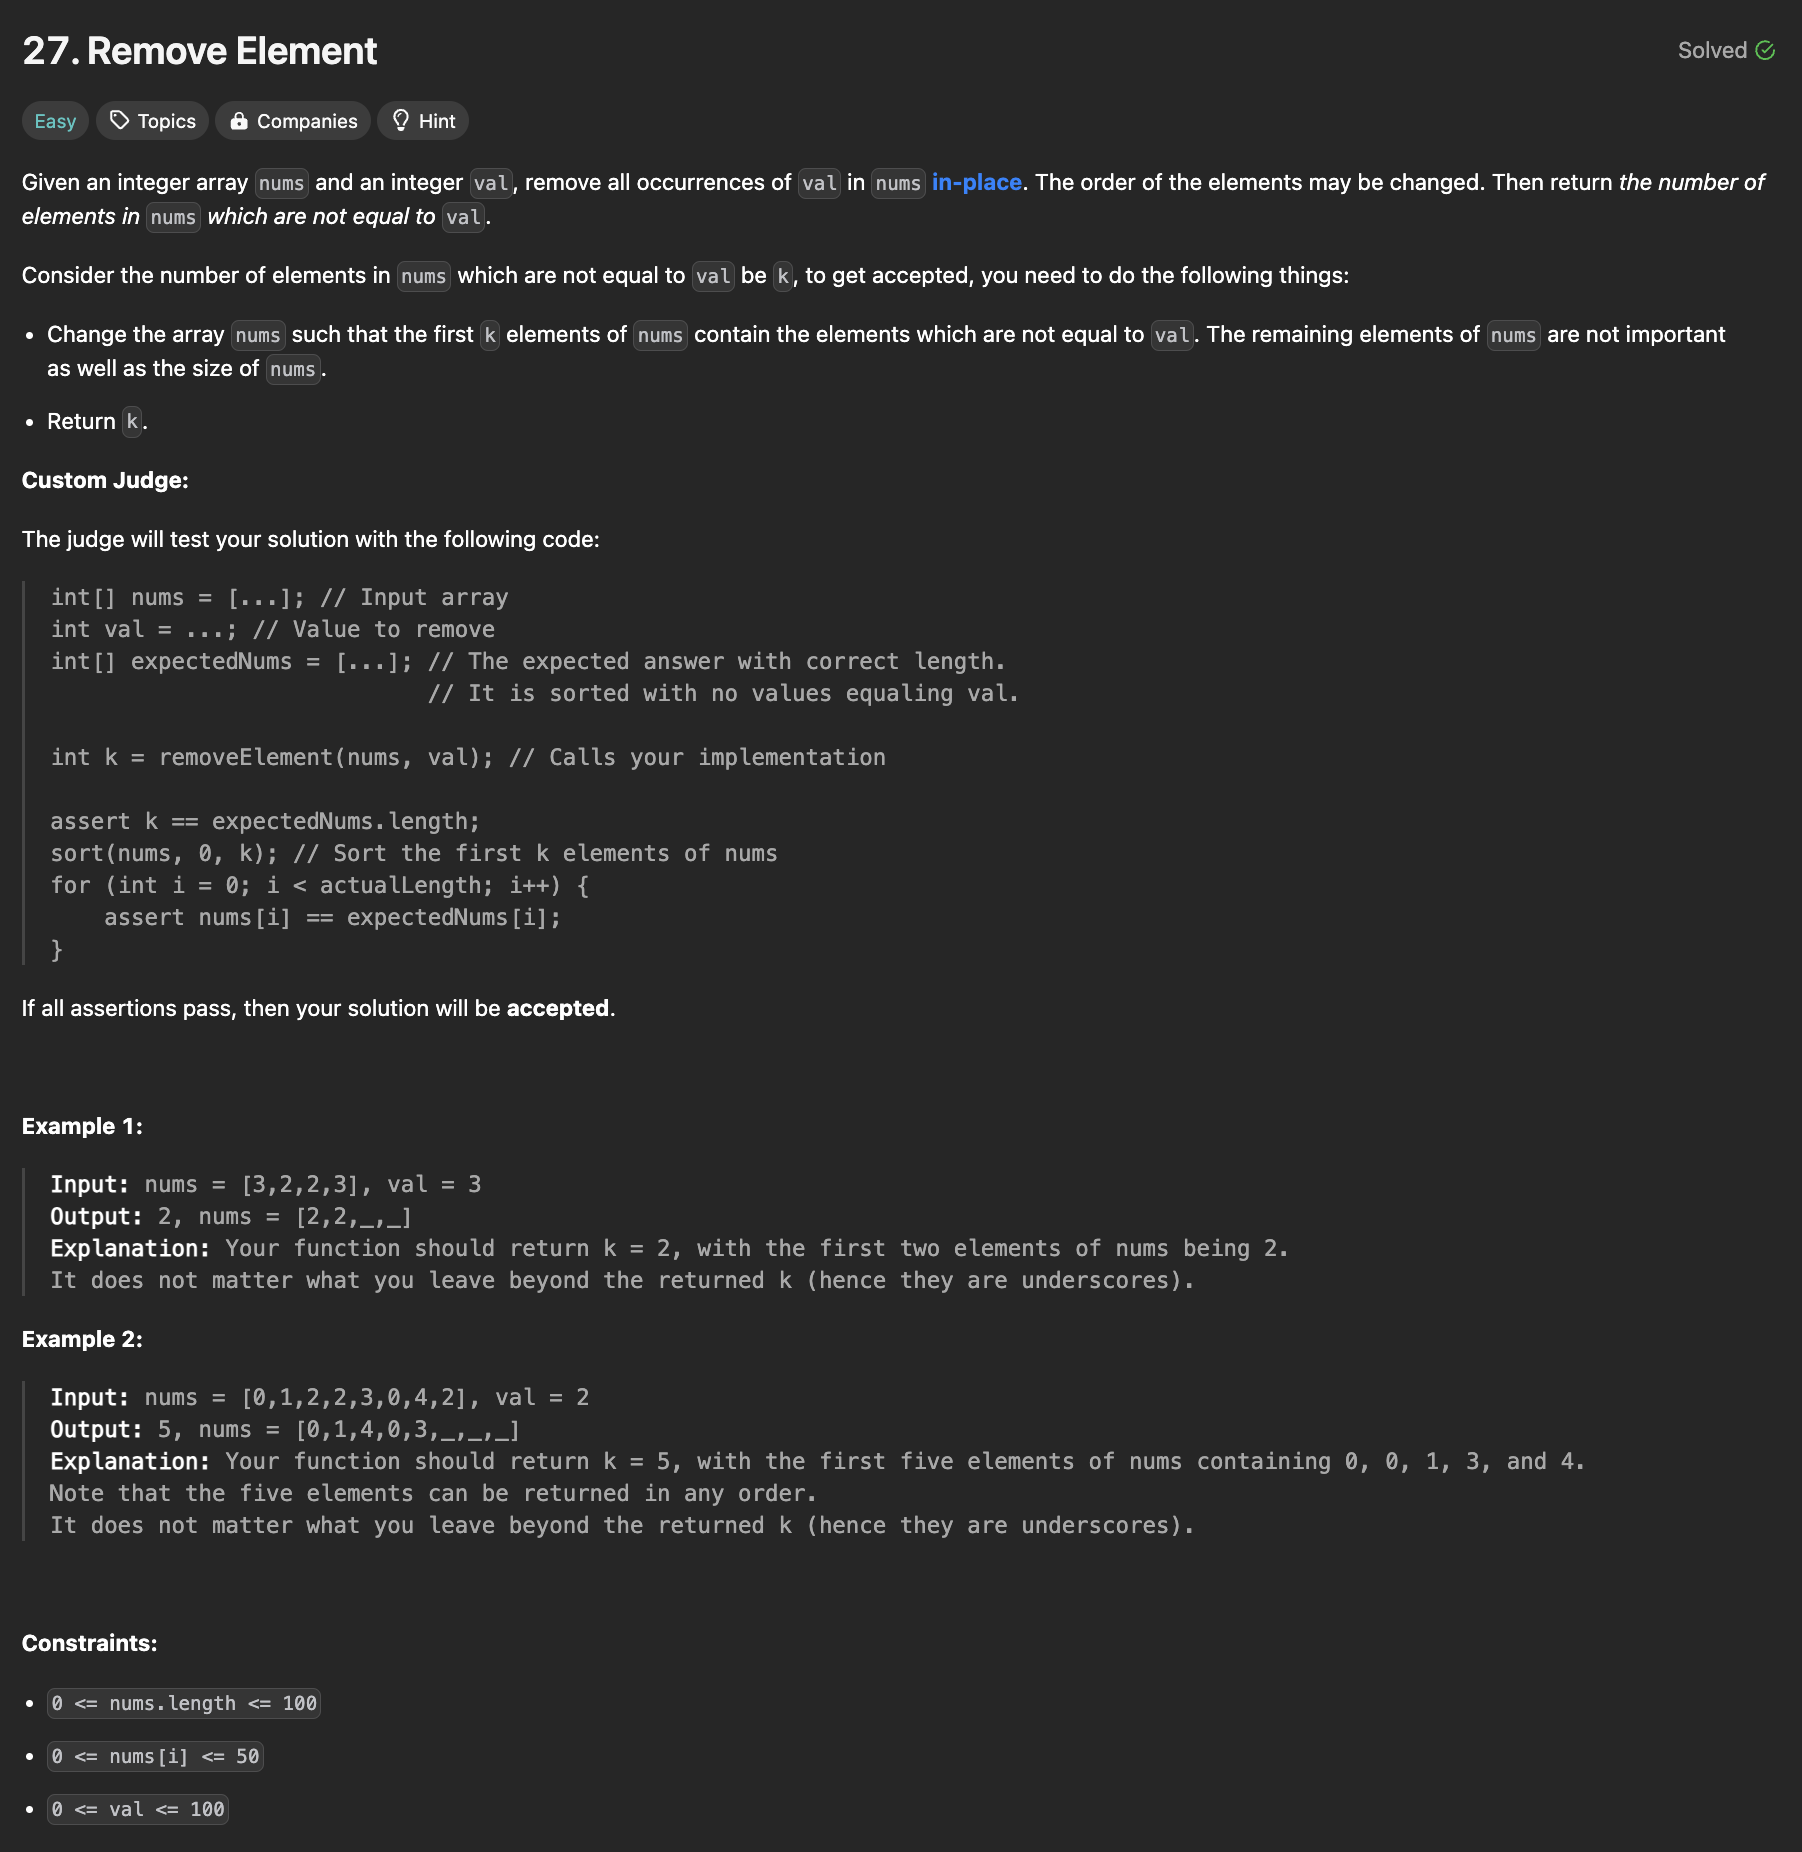 27. Remove Element
Solved
Easy
Topics
Companies
Hint
Given an integer array nums and an integer val, remove all occurrences of val in nums in-place. The order of the elements may be changed. Then return the number of
elements in nums which are not equal to val.
Consider the number of elements in nums which are not equal to val be k, to get accepted, you need to do the following things:
• Change the array nums such that the first k elements of nums contain the elements which are not equal to val. The remaining elements of nums are not important
as well as the size of nums.
• Return k.
Custom Judge:
The judge will test your solution with the following code:
int[] nums = [...]; // Input array
int val = ...; // Value to remove
int[] expectedNums = [...]; // The expected answer with correct length.
                            // It is sorted with no values equaling val.
int k = removeElement(nums, val); // Calls your implementation
assert k == expectedNums.length;
sort(nums, 0, k); // Sort the first k elements of nums
for (int i = 0; i < actualLength; i++) {
    assert nums[i] == expectedNums[i];
}
If all assertions pass, then your solution will be accepted.
Example 1:
Input: nums = [3,2,2,3], val = 3
Output: 2, nums = [2,2,_,_]
Explanation: Your function should return k = 2, with the first two elements of nums being 2.
It does not matter what you leave beyond the returned k (hence they are underscores).
Example 2:
Input: nums = [0,1,2,2,3,0,4,2], val = 2
Output: 5, nums = [0,1,4,0,3,_,_,_]
Explanation: Your function should return k = 5, with the first five elements of nums containing 0, 0, 1, 3, and 4.
Note that the five elements can be returned in any order.
It does not matter what you leave beyond the returned k (hence they are underscores).
Constraints:
• 0 <= nums.length <= 100
• 0 <= nums[i] <= 50
• 0 <= val <= 100